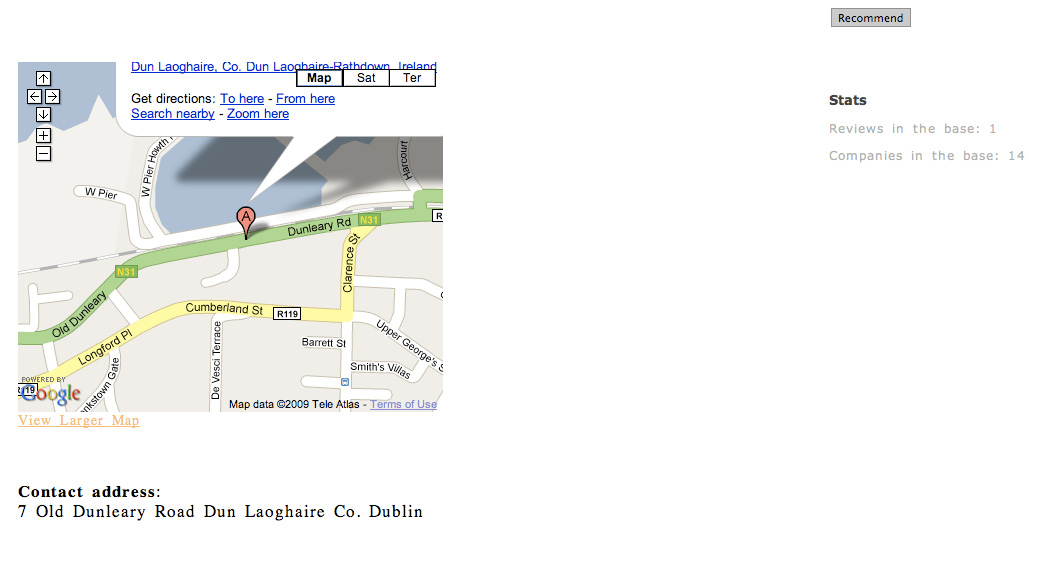 Recommend
Dun Laoghaire, Co. Dun Laoghaire-Rathdown, Ireland
Map Sat Ter
Get directions: To here - From here
Search nearby - Zoom here
Stats
Reviews in the base: 1
Companies in the base: 14
W Pier Howth
Harcourt
W Pier
R
Dunleary Rd
N31
Clarence St
N31
Old Dunleary
Cumberland St
R119
Longford Pl
Upper George's S
De Vesci Terrace
Barrett St
Smith's Villas
nkstown Gate
POWERED BY
Google
Map data ©2009 Tele Atlas - Terms of Use
View Larger Map
Contact address:
7 Old Dunleary Road Dun Laoghaire Co. Dublin